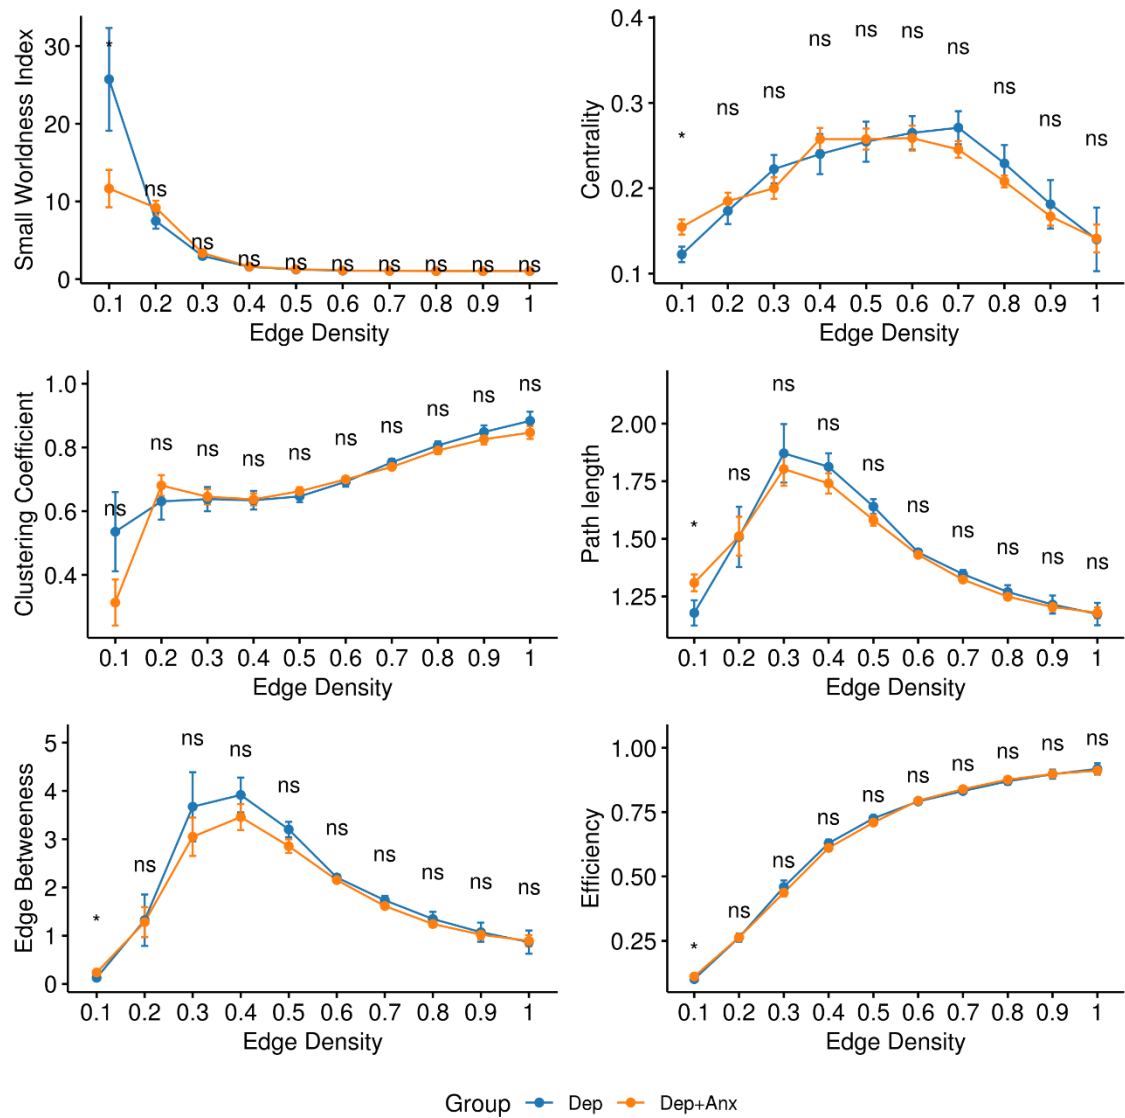 Small Worldness Index
30
20
10
0
*
ns
ns
ns
ns
ns
ns
ns
ns
ns
0.1 0.2 0.3 0.4 0.5 0.6 0.7 0.8 0.9 1
Edge Density
Centrality
0.4
0.3
0.2
0.1
*
ns
ns
ns
ns
ns
ns
ns
ns
ns
0.1 0.2 0.3 0.4 0.5 0.6 0.7 0.8 0.9 1
Edge Density
Clustering Coefficient
1.0
0.8
0.6
0.4
ns
ns
ns
ns
ns
ns
ns
ns
ns
ns
0.1 0.2 0.3 0.4 0.5 0.6 0.7 0.8 0.9 1
Edge Density
Path length
2.00
1.75
1.50
1.25
*
ns
ns
ns
ns
ns
ns
ns
ns
ns
0.1 0.2 0.3 0.4 0.5 0.6 0.7 0.8 0.9 1
Edge Density
Edge Betweeness
5
4
3
2
1
0
*
ns
ns
ns
ns
ns
ns
ns
ns
ns
0.1 0.2 0.3 0.4 0.5 0.6 0.7 0.8 0.9 1
Edge Density
Efficiency
1.00
0.75
0.50
0.25
*
ns
ns
ns
ns
ns
ns
ns
ns
ns
0.1 0.2 0.3 0.4 0.5 0.6 0.7 0.8 0.9 1
Edge Density
Group Dep Dep+Anx